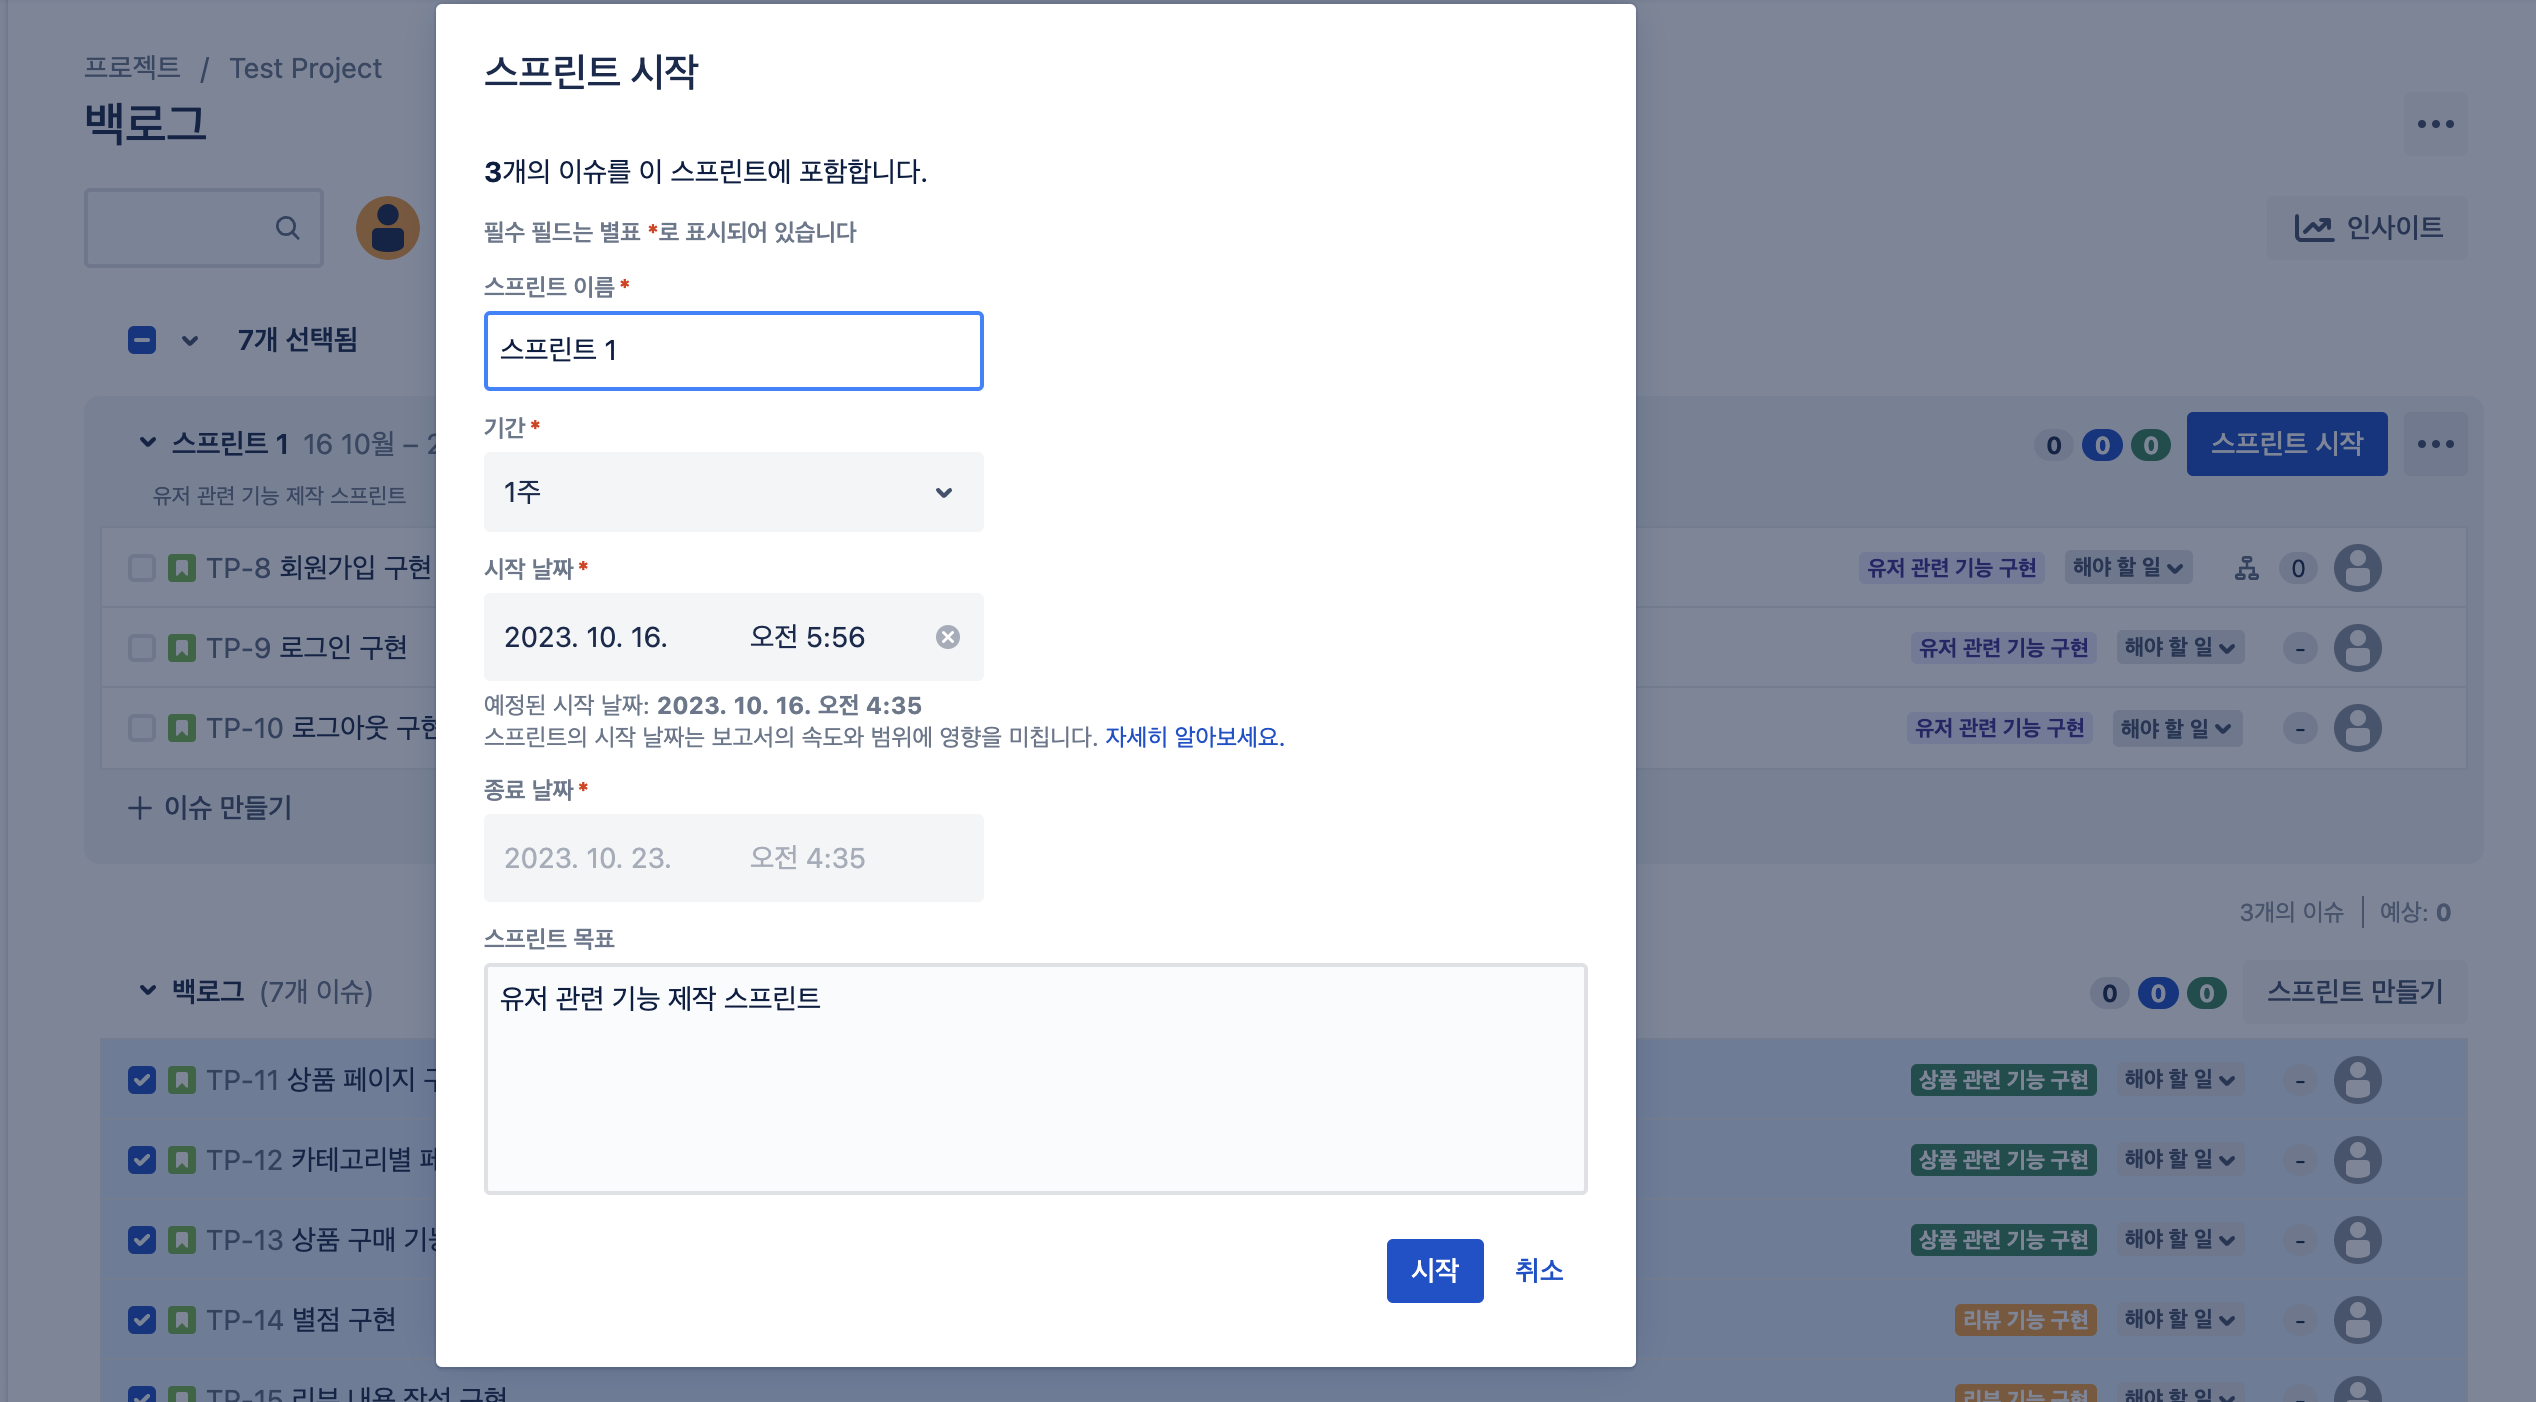 프로젝트 / Test Project
백로그
인사이트
7개 선택됨
스프린트 1 16 10월 –
0 0 0 스프린트 시작
유저 관련 기능 제작 스프린트
TP-8 회원가입 구현
유저 관련 기능 구현 해야 할 일 0
TP-9 로그인 구현
유저 관련 기능 구현 해야 할 일 -
TP-10 로그아웃 구현
유저 관련 기능 구현 해야 할 일 -
+ 이슈 만들기
3개의 이슈 | 예상: 0
백로그 (7개 이슈)
0 0 0 스프린트 만들기
TP-11 상품 페이지
상품 관련 기능 구현 해야 할 일 -
TP-12 카테고리별
상품 관련 기능 구현 해야 할 일 -
TP-13 상품 구매
상품 관련 기능 구현 해야 할 일 -
TP-14 별점 구현
리뷰 기능 구현 해야 할 일 -
TP-15 리뷰 내용 작성 구현
리뷰 기능 구현 해야 할 일
스프린트 시작
3개의 이슈를 이 스프린트에 포함합니다.
필수 필드는 별표 *로 표시되어 있습니다
스프린트 이름 *
스프린트 1
기간 *
1주
시작 날짜 *
2023. 10. 16. 오전 5:56
예정된 시작 날짜: 2023. 10. 16. 오전 4:35
스프린트의 시작 날짜는 보고서의 속도와 범위에 영향을 미칩니다. 자세히 알아보세요.
종료 날짜 *
2023. 10. 23. 오전 4:35
스프린트 목표
유저 관련 기능 제작 스프린트
시작 취소